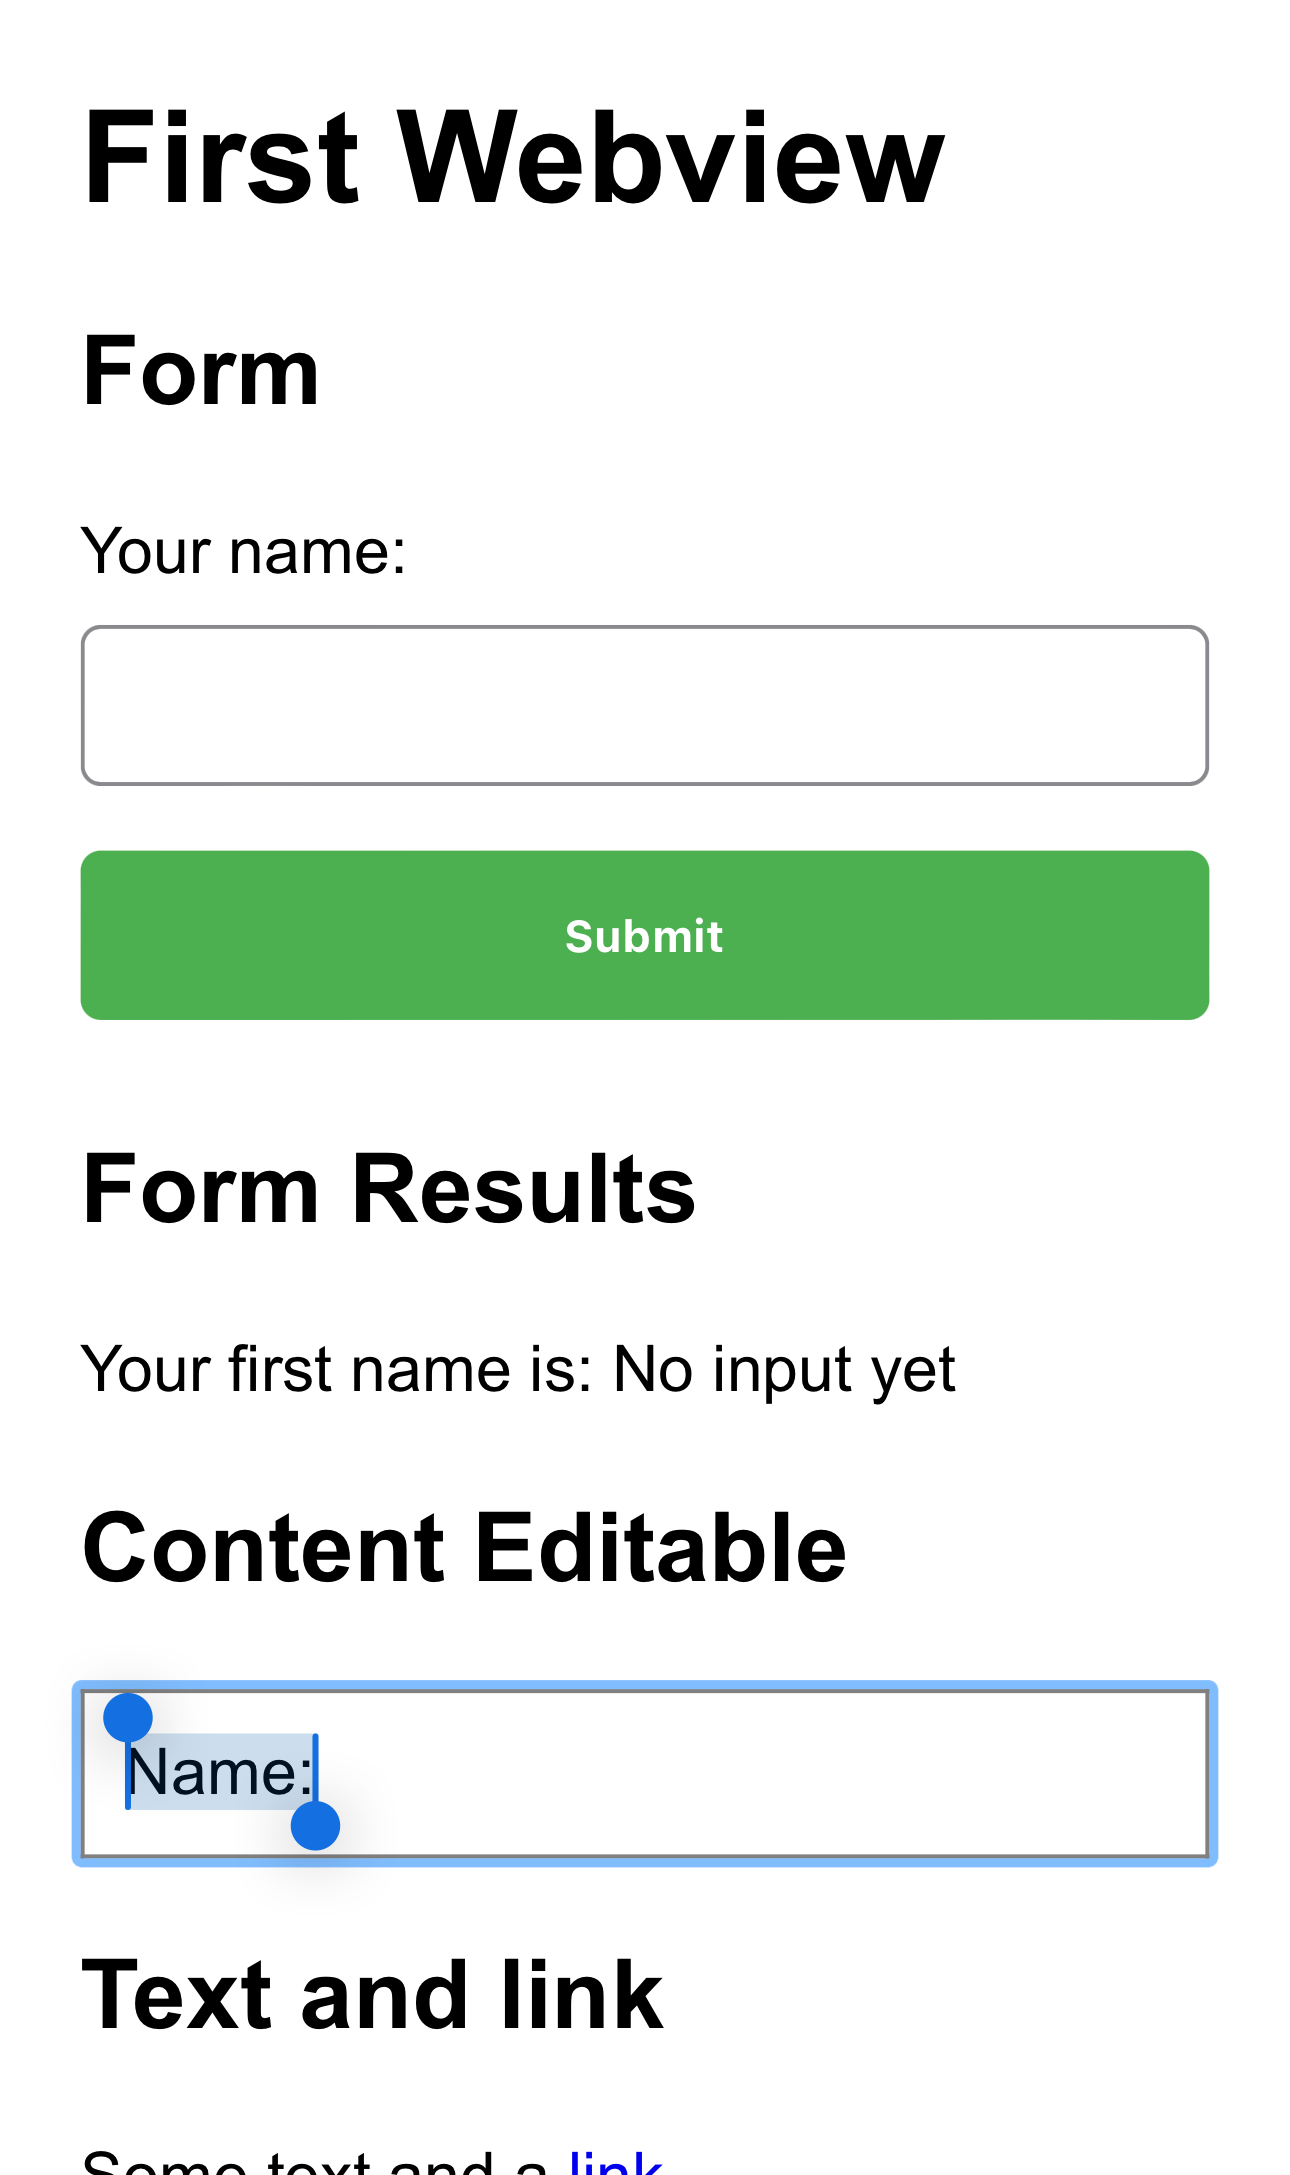 First Webview
Form
Your name:
Submit
Form Results
Your first name is: No input yet
Content Editable
Name:
Text and link
Some text and a link